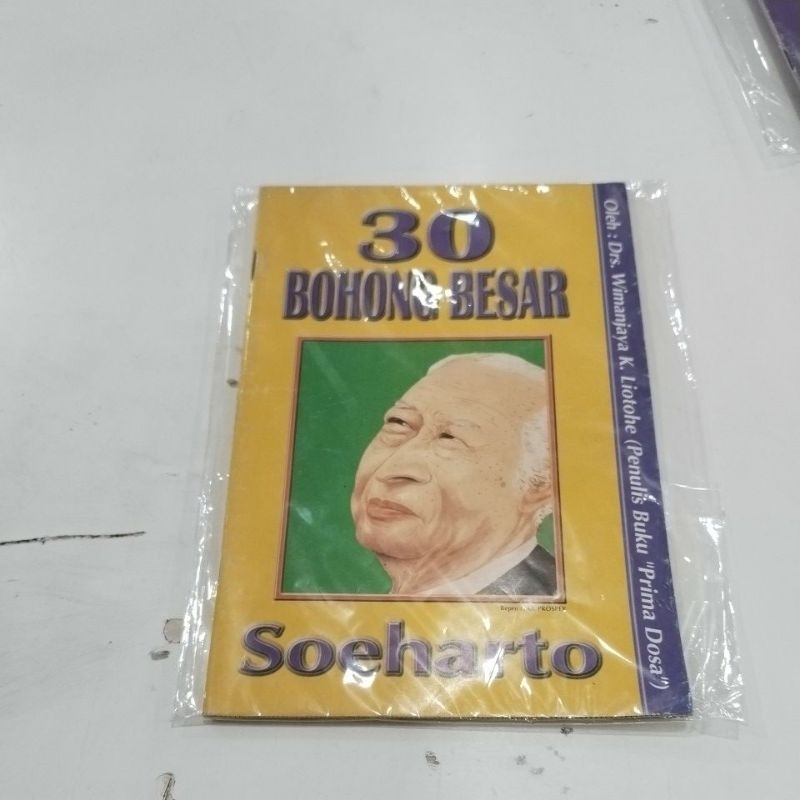 30
BOHONG BESAR
Soeharto
Oleh : Drs. Wimanjaya K. Liotohe (Penulis Buku "Prima Dosa")